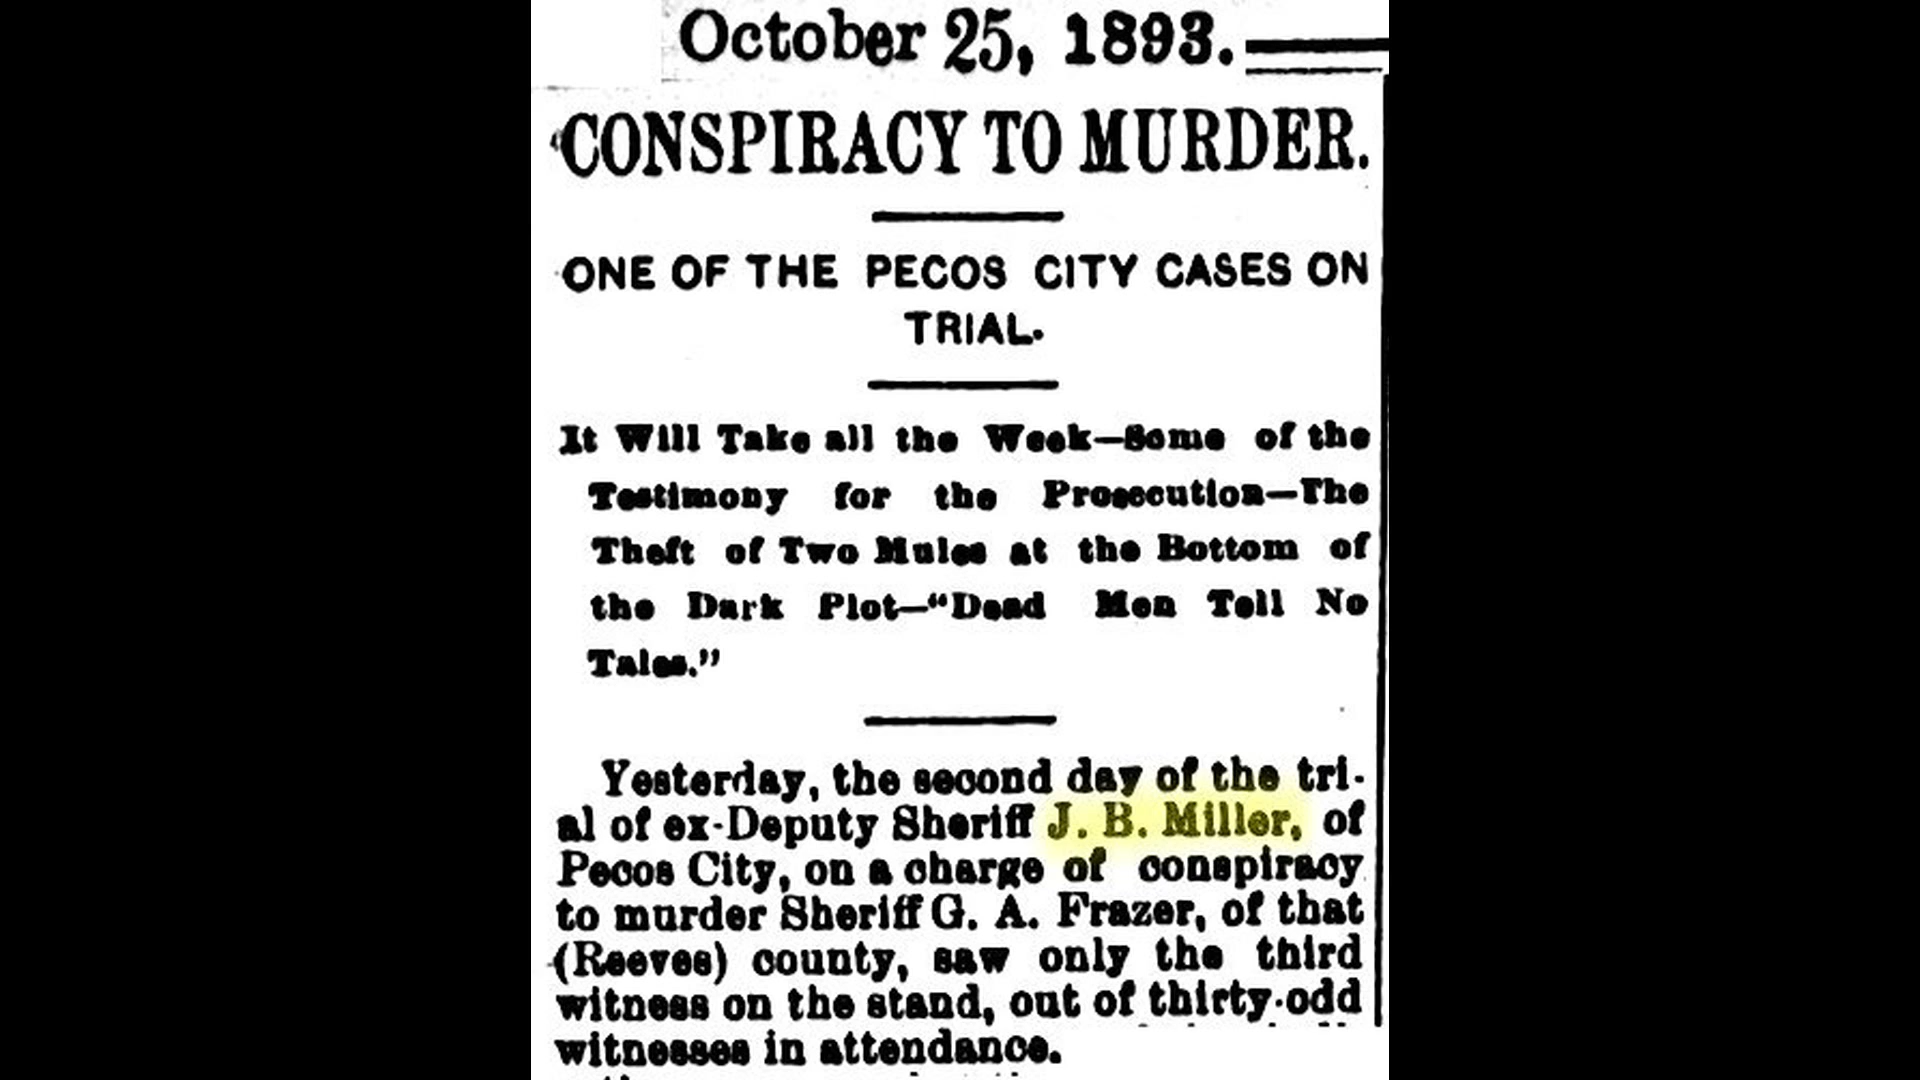 October 25, 1893.
CONSPIRACY TO MURDER.
ONE OF THE PECOS CITY CASES ON
TRIAL.
It Will Take all the Week—Some of the
Testimony for the Prosecution—The
Theft of Two Mules at the Bottom of
the Dark Plot—"Dead Men Tell No
Tales."
Yesterday, the second day of the tri-
al of ex-Deputy Sheriff J. B. Miller, of
Pecos City, on a charge of conspiracy
to murder Sheriff G. A. Frazer, of that
(Reeves) county, saw only the third
witness on the stand, out of thirty-odd
witnesses in attendance.